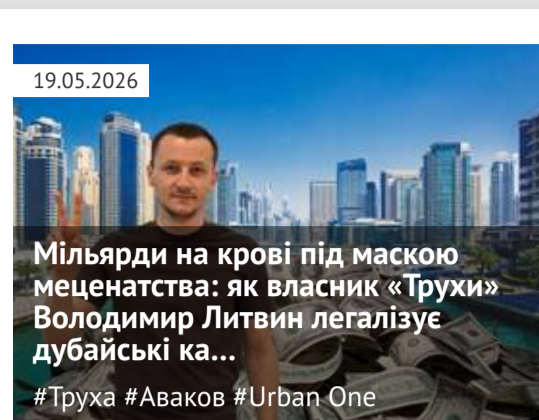 19.05.2026
Мільярди на крові під маскою
меценатства: як власник «Трухи»
Володимир Литвин легалізує
дубайські ка...
#Труха #Аваков #Urban One